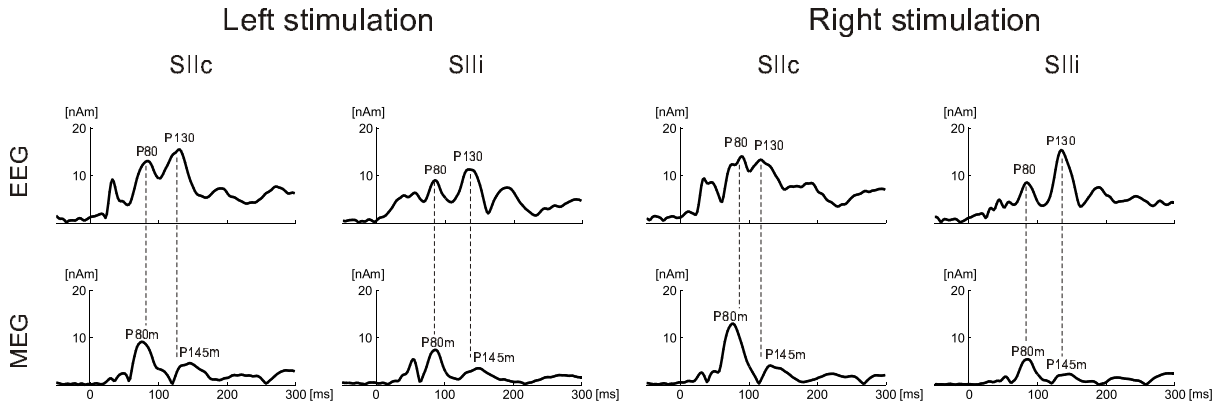 Left stimulation Right stimulation
SIIc SIIi SIIc SIIi
EEG
[nAm] [nAm] [nAm] [nAm]
20 20 20 20
P80 P130 P80 P130 P80 P130 P80 P130
10 10 10 10
MEG
[nAm] [nAm] [nAm] [nAm]
20 20 20 20
10 P80m P145m 10 P80m P145m 10 P80m P145m 10 P80m P145m
0 100 200 300 [ms] 0 100 200 300 [ms] 0 100 200 300 [ms] 0 100 200 300 [ms]